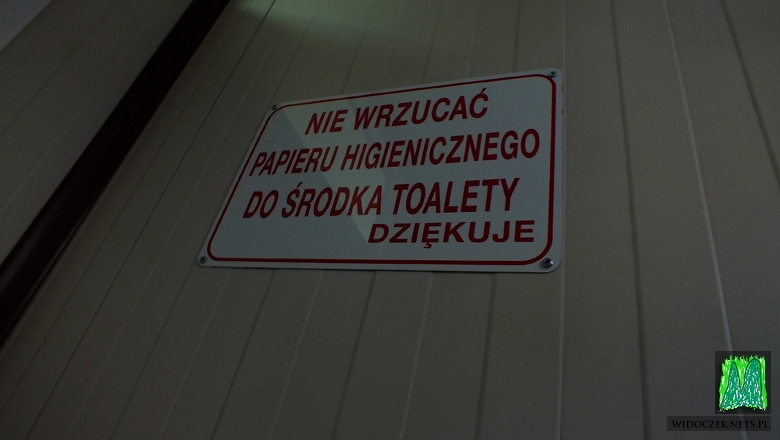 NIE WRZUCAĆ
PAPIERU HIGIENICZNEGO
DO ŚRODKA TOALETY
DZIĘKUJE
WIDOCZEK.NETS.PL